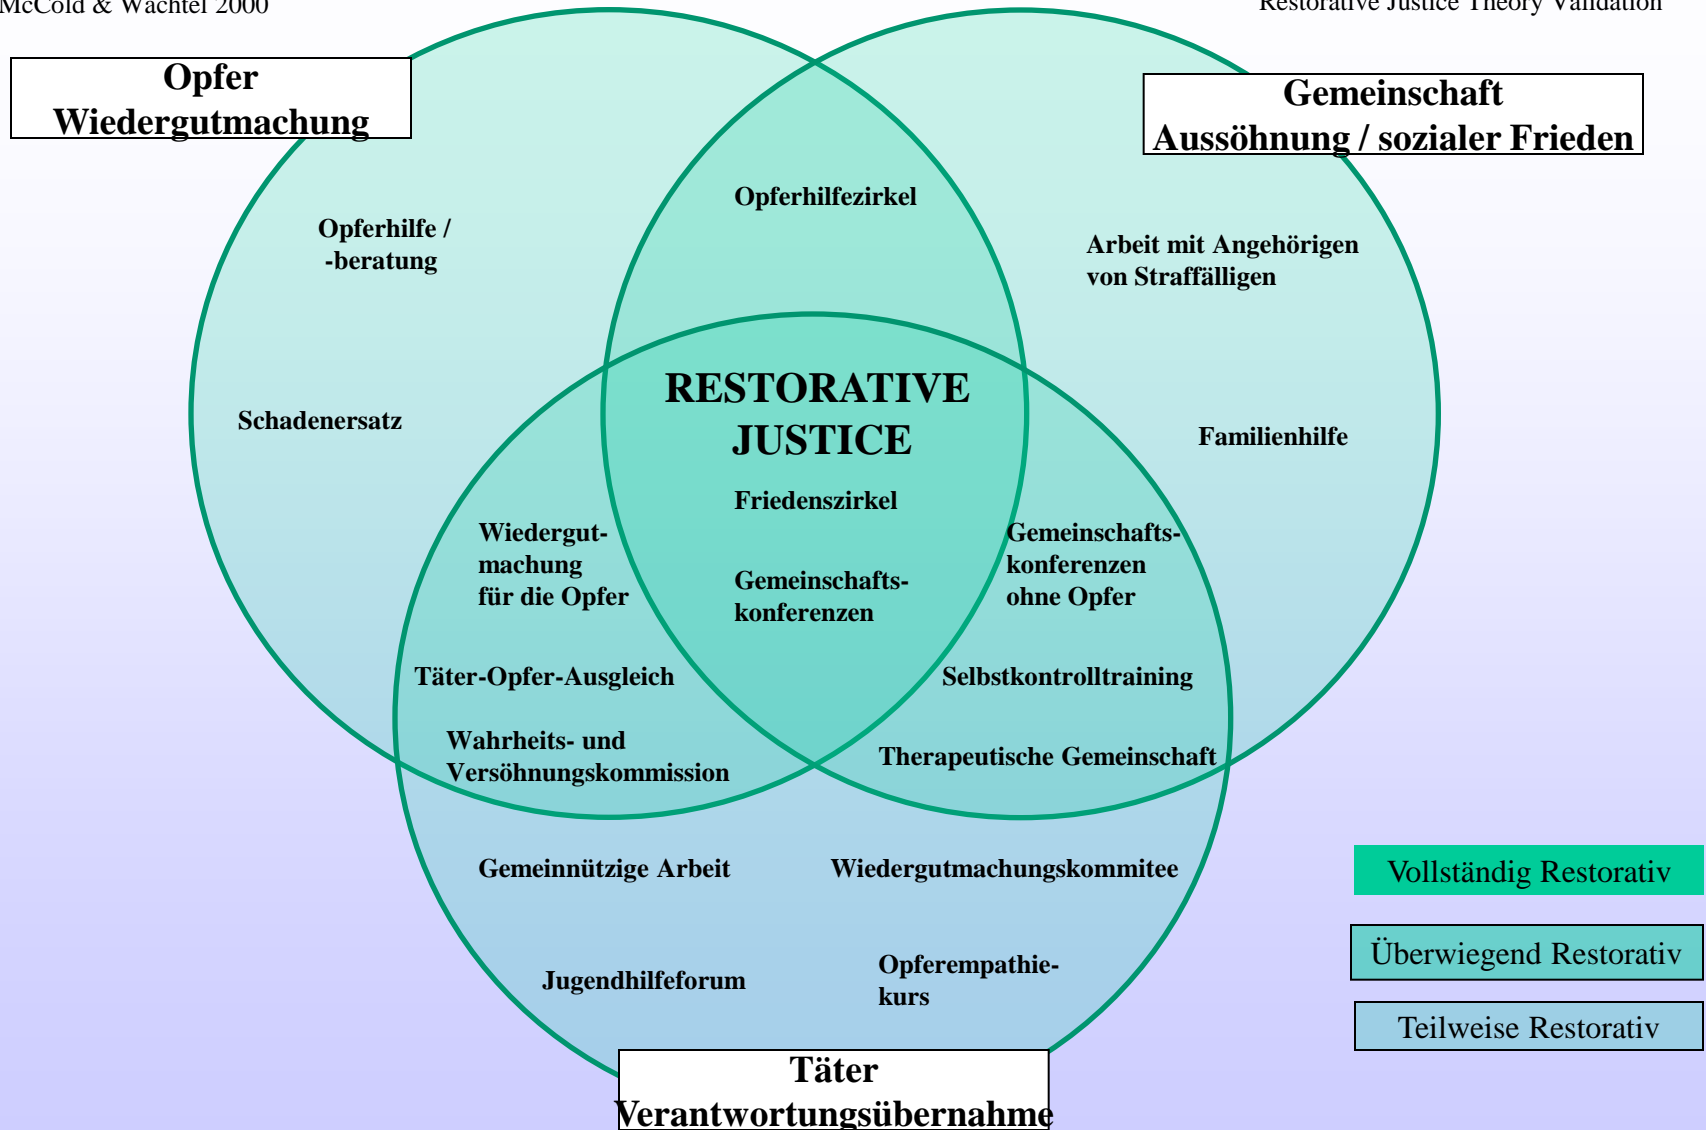 McCold & Wachtel 2000
Restorative Justice Theory Validation
Opfer
Wiedergutmachung
Gemeinschaft
Aussöhnung / sozialer Frieden
Opferhilfezirkel
Opferhilfe /
-beratung
Arbeit mit Angehörigen
von Straffälligen
Schadenersatz
Familienhilfe
RESTORATIVE
JUSTICE
Friedenszirkel
Gemeinschafts-
konferenzen
Wiedergut-
machung
für die Opfer
Gemeinschafts-
konferenzen
ohne Opfer
Täter-Opfer-Ausgleich
Selbstkontrolltraining
Wahrheits- und
Versöhnungskommission
Therapeutische Gemeinschaft
Gemeinnützige Arbeit
Wiedergutmachungskommitee
Jugendhilfeforum
Opferempathie-
kurs
Täter
Verantwortungsübernahme
Vollständig Restorativ
Überwiegend Restorativ
Teilweise Restorativ